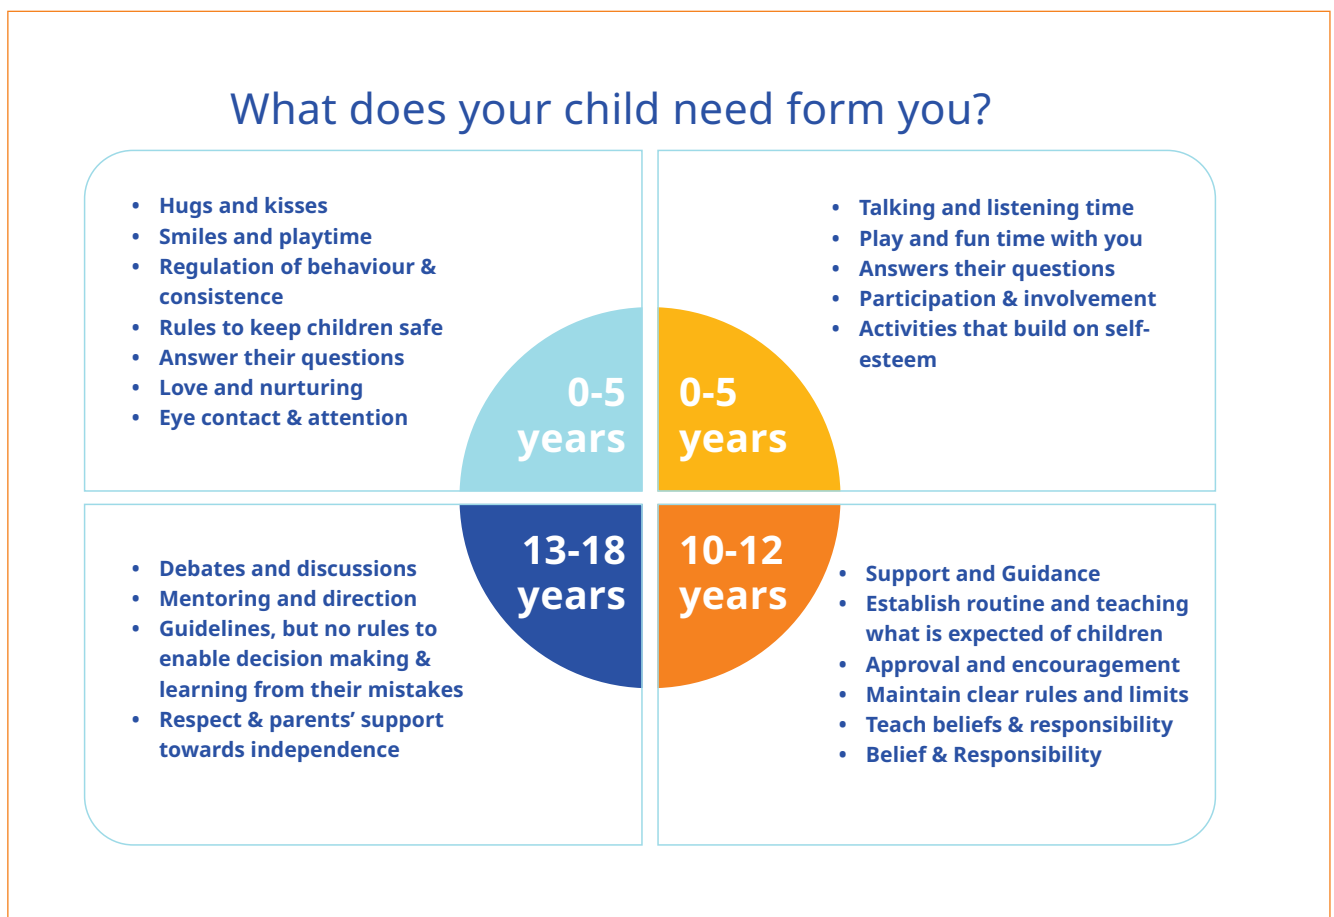 What does your child need form you?
• Hugs and kisses
• Smiles and playtime
• Regulation of behaviour &
consistence
• Rules to keep children safe
• Answer their questions
• Love and nurturing
• Eye contact & attention
0-5
years
• Talking and listening time
• Play and fun time with you
• Answers their questions
• Participation & involvement
• Activities that build on self-
esteem
0-5
years
• Debates and discussions
• Mentoring and direction
• Guidelines, but no rules to
enable decision making &
learning from their mistakes
• Respect & parents’ support
towards independence
13-18
years
10-12
years
• Support and Guidance
• Establish routine and teaching
what is expected of children
• Approval and encouragement
• Maintain clear rules and limits
• Teach beliefs & responsibility
• Belief & Responsibility